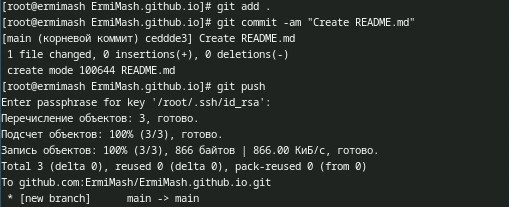 [root@ermimash ErmiMash.github.io]# git add .
[root@ermimash ErmiMash.github.io]# git commit -am "Create README.md"
[main (корневой коммит) ceddde3] Create README.md
1 file changed, 0 insertions(+), 0 deletions(-)
create mode 100644 README.md
[root@ermimash ErmiMash.github.io]# git push
Enter passphrase for key '/root/.ssh/id_rsa':
Перечисление объектов: 3, готово.
Подсчет объектов: 100% (3/3), готово.
Запись объектов: 100% (3/3), 866 байтов | 866.00 КиБ/с, готово.
Total 3 (delta 0), reused 0 (delta 0), pack-reused 0 (from 0)
To github.com:ErmiMash/ErmiMash.github.io.git
* [new branch]      main -> main